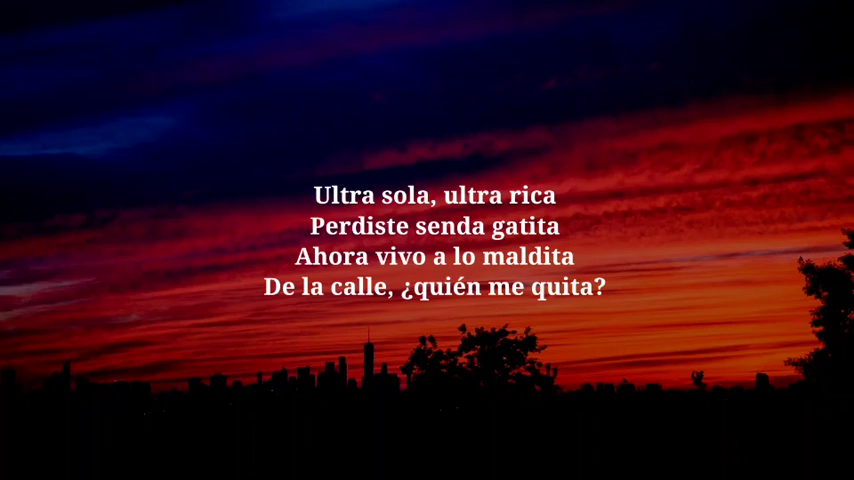 Ultra sola, ultra rica
Perdiste senda gatita
Ahora vivo a lo maldita
De la calle, ¿quién me quita?